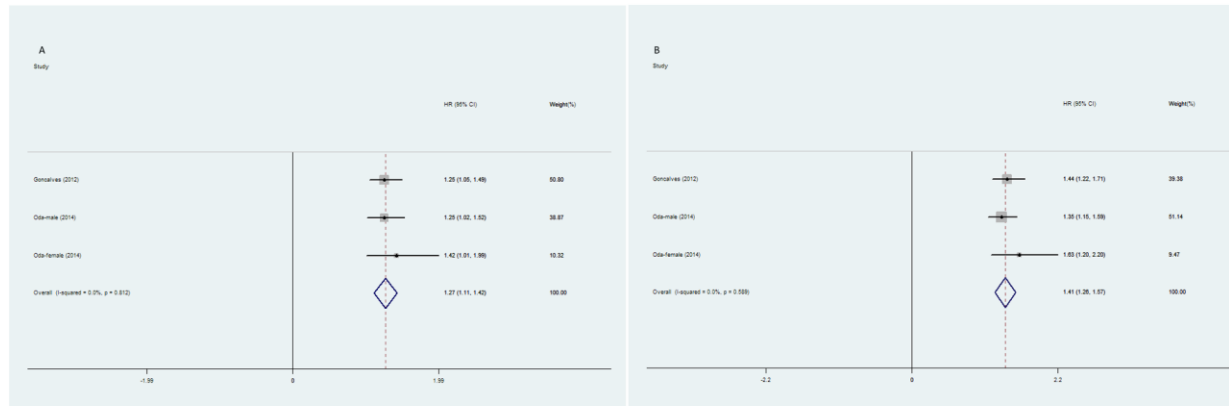 A
Study
HR (95% CI) Weight(%)
Goncalves (2012) 1.25 (1.05, 1.49) 50.80
Oda-male (2014) 1.25 (1.02, 1.52) 38.87
Oda-female (2014) 1.42 (1.01, 1.99) 10.32
Overall (I-squared = 0.0%, p = 0.812) 1.27 (1.11, 1.42) 100.00
-1.99 0 1.99
B
Study
HR (95% CI) Weight(%)
Goncalves (2012) 1.44 (1.22, 1.71) 39.38
Oda-male (2014) 1.35 (1.15, 1.59) 51.14
Oda-female (2014) 1.63 (1.20, 2.20) 9.47
Overall (I-squared = 0.0%, p = 0.589) 1.41 (1.26, 1.57) 100.00
-2.2 0 2.2